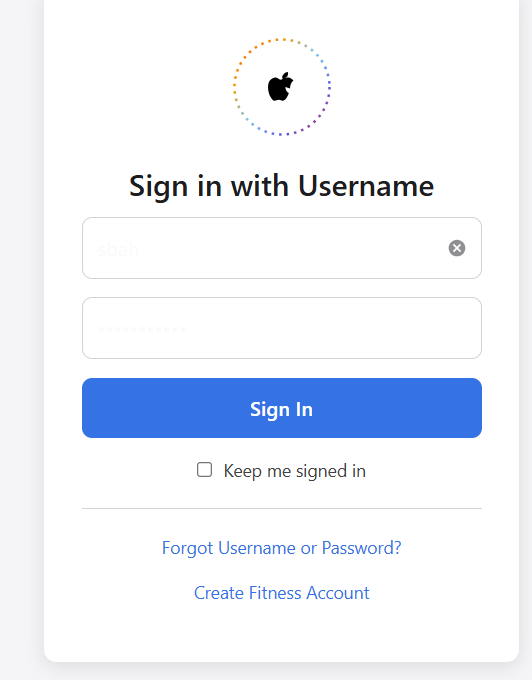 Sign in with Username
sbah
Sign In
Keep me signed in
Forgot Username or Password?
Create Fitness Account